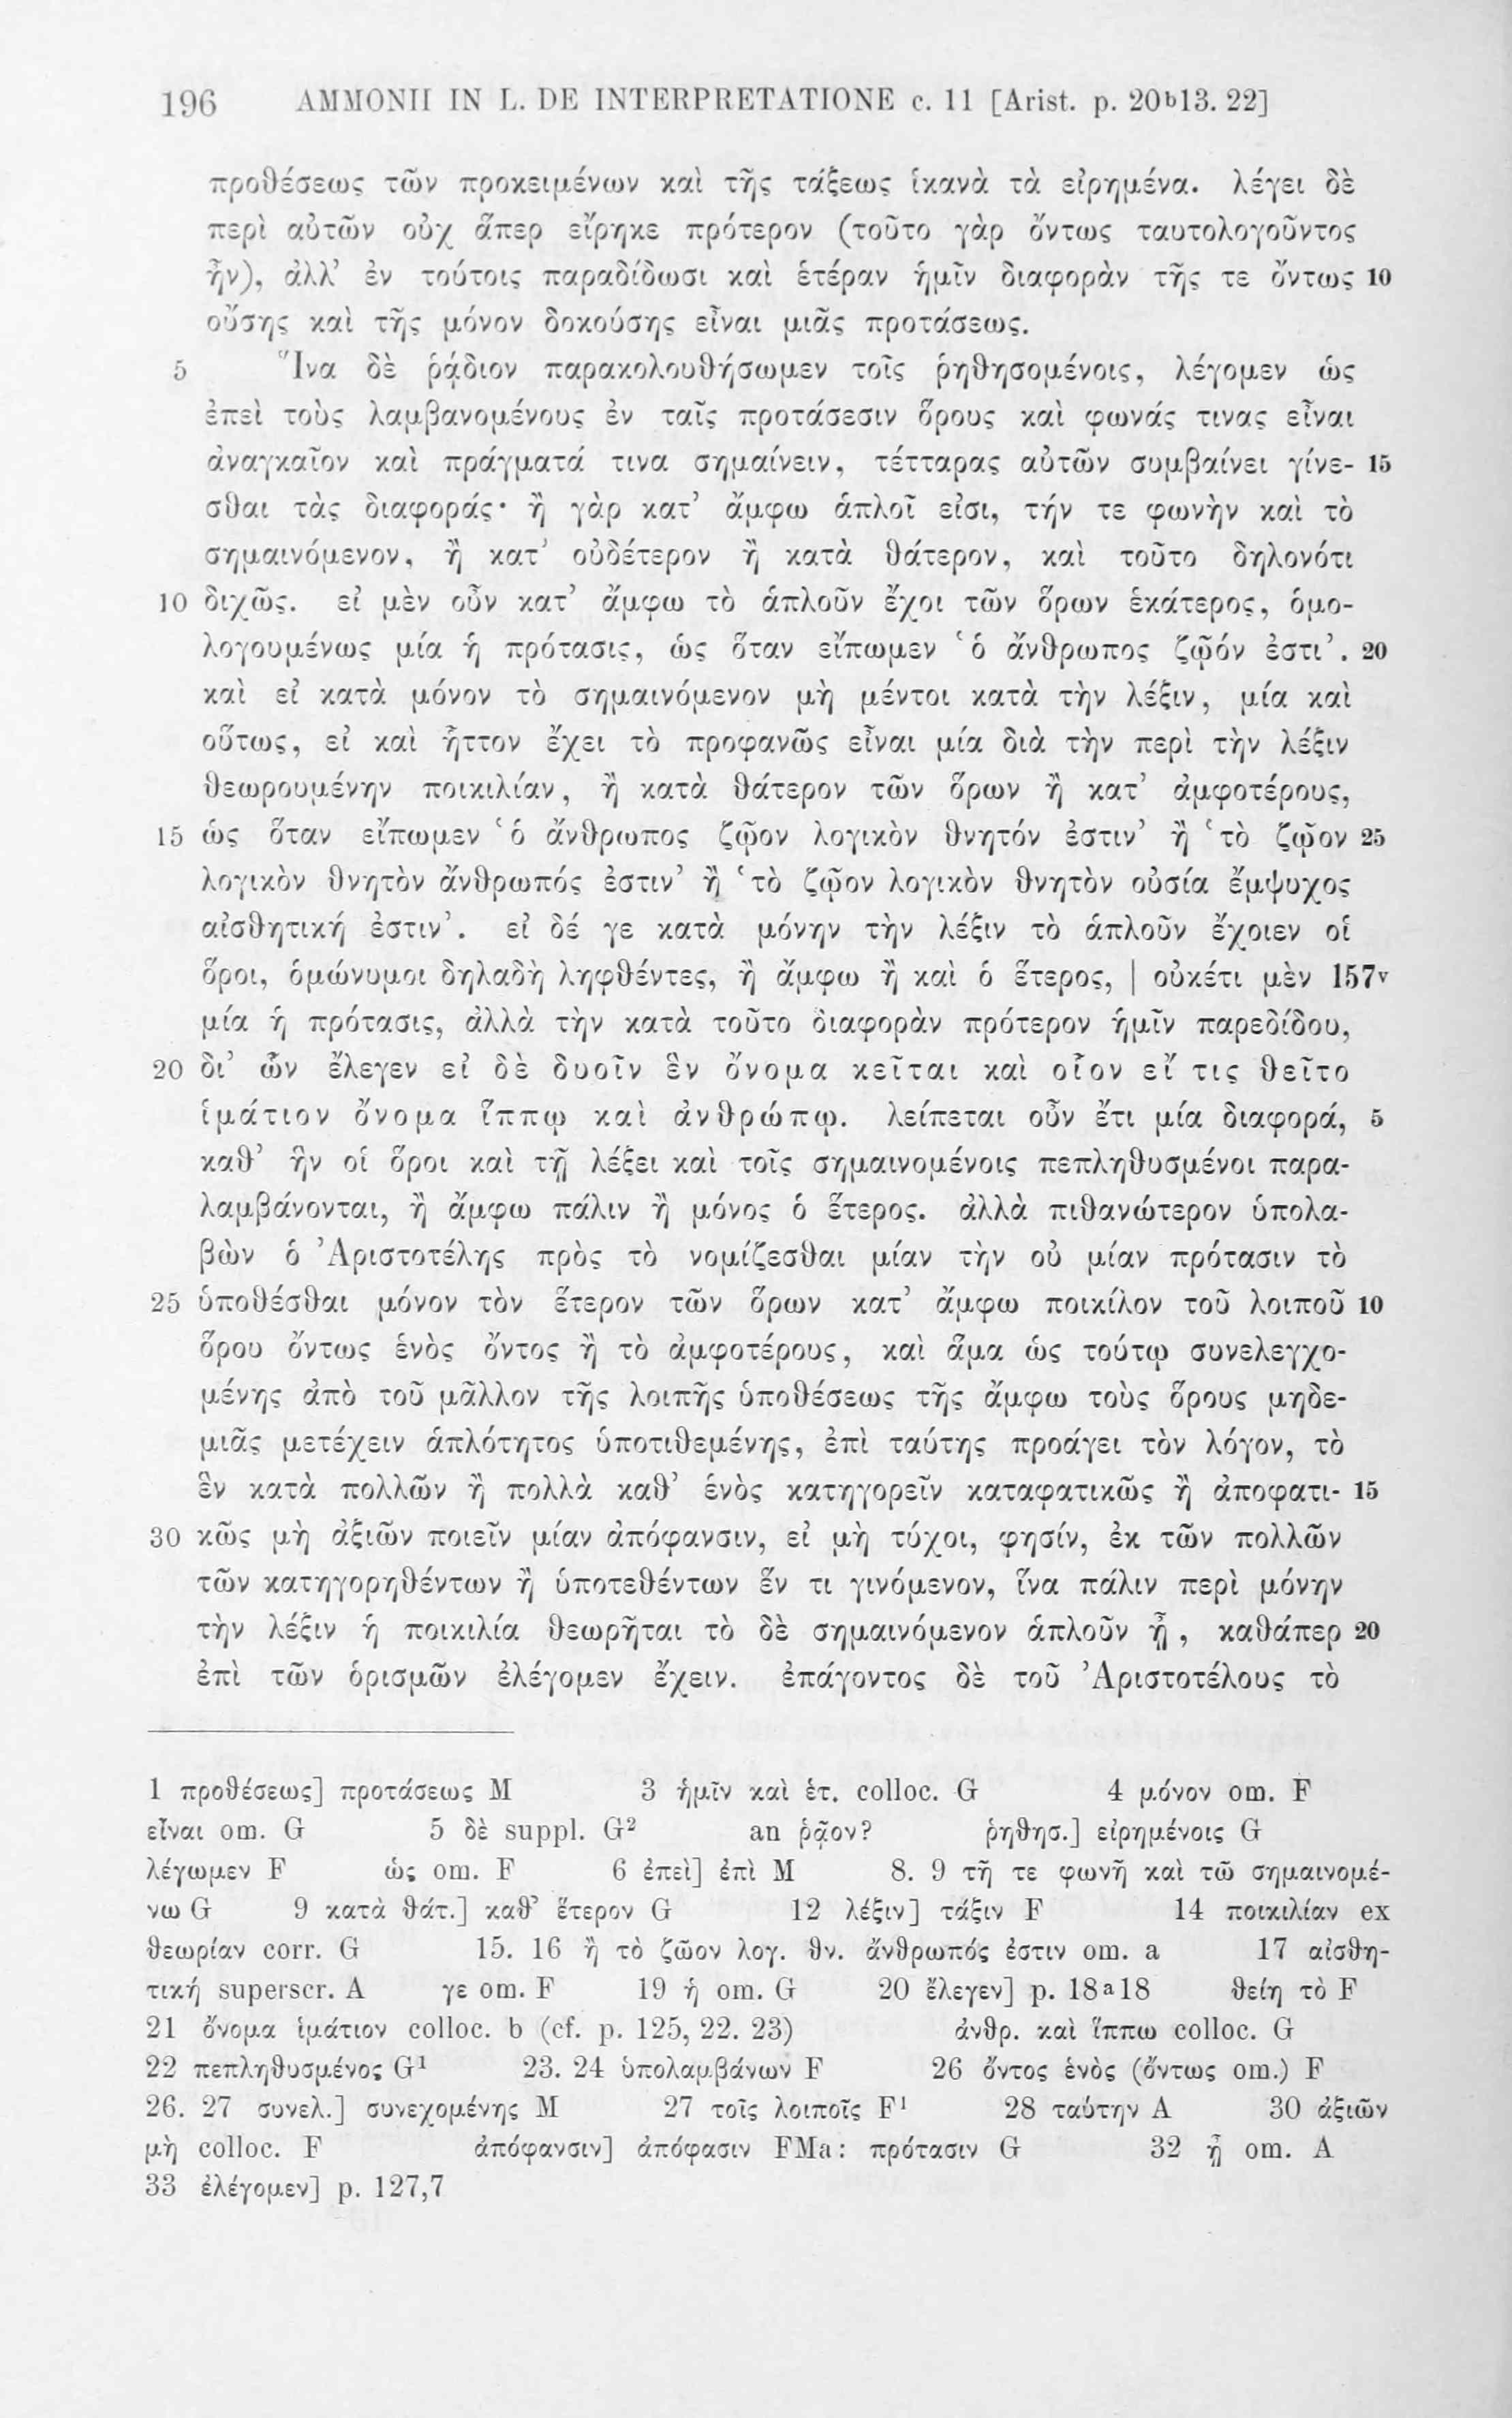 196 AMMONII IN L. DE INTERPRETATIONE c. 11 [Arist. p. 20ᵇ13. 22]
προθέσεως τῶν προκειμένων καὶ τῆς τάξεως ἱκανὰ τὰ εἰρημένα. λέγει δὲ
περὶ αὐτῶν οὐχ ἅπερ εἴρηκε πρότερον (τοῦτο γὰρ ὄντως ταυτολογοῦντος
ἦν), ἀλλ’ ἐν τούτοις παραδίδωσι καὶ ἑτέραν ἡμῖν διαφορὰν τῆς τε ὄντως 10
οὔσης καὶ τῆς μόνον δοκούσης εἶναι μιᾶς προτάσεως.
5 Ἵνα δὲ ῥᾴδιον παρακολουθήσωμεν τοῖς ῥηθησομένοις, λέγομεν ὡς
ἐπεὶ τοὺς λαμβανομένους ἐν ταῖς προτάσεσιν ὅρους καὶ φωνάς τινας εἶναι
ἀναγκαῖον καὶ πράγματά τινα σημαίνειν, τέτταρας αὐτῶν συμβαίνει γίνε- 15
σθαι τὰς διαφοράς· ἢ γὰρ κατ’ ἄμφω ἁπλοῖ εἰσι, τήν τε φωνὴν καὶ τὸ
σημαινόμενον, ἢ κατ’ οὐδέτερον ἢ κατὰ θάτερον, καὶ τοῦτο δηλονότι
10 διχῶς. εἰ μὲν οὖν κατ’ ἄμφω τὸ ἁπλοῦν ἔχοι τῶν ὅρων ἑκάτερος, ὁμο-
λογουμένως μία ἡ πρότασις, ὡς ὅταν εἴπωμεν ‘ὁ ἄνθρωπος ζῷόν ἐστι’. 20
καὶ εἰ κατὰ μόνον τὸ σημαινόμενον μὴ μέντοι κατὰ τὴν λέξιν, μία καὶ
οὕτως, εἰ καὶ ἧττον ἔχει τὸ προφανῶς εἶναι μία διὰ τὴν περὶ τὴν λέξιν
θεωρουμένην ποικιλίαν, ἢ κατὰ θάτερον τῶν ὅρων ἢ κατ’ ἀμφοτέρους,
15 ὡς ὅταν εἴπωμεν ‘ὁ ἄνθρωπος ζῷον λογικὸν θνητόν ἐστιν’ ἢ ‘τὸ ζῷον 25
λογικὸν θνητὸν ἄνθρωπός ἐστιν’ ἢ ‘τὸ ζῷον λογικὸν θνητὸν οὐσία ἔμψυχος
αἰσθητική ἐστιν’. εἰ δέ γε κατὰ μόνην τὴν λέξιν τὸ ἁπλοῦν ἔχοιεν οἱ
ὅροι, ὁμώνυμοι δηλαδὴ ληφθέντες, ἢ ἄμφω ἢ καὶ ὁ ἕτερος, | οὐκέτι μὲν 157ᵛ
μία ἡ πρότασις, ἀλλὰ τὴν κατὰ τοῦτο διαφορὰν πρότερον ἡμῖν παρεδίδου,
20 δι’ ὧν ἔλεγεν εἰ δὲ δυοῖν ἓν ὄνομα κεῖται καὶ οἷον εἴ τις θεῖτο
ἱμάτιον ὄνομα ἵππῳ καὶ ἀνθρώπῳ. λείπεται οὖν ἔτι μία διαφορά, 5
καθ’ ἣν οἱ ὅροι καὶ τῇ λέξει καὶ τοῖς σημαινομένοις πεπληθυσμένοι παρα-
λαμβάνονται, ἢ ἄμφω πάλιν ἢ μόνος ὁ ἕτερος. ἀλλὰ πιθανώτερον ὑπολα-
βὼν ὁ Ἀριστοτέλης πρὸς τὸ νομίζεσθαι μίαν τὴν οὐ μίαν πρότασιν τὸ
25 ὑποθέσθαι μόνον τὸν ἕτερον τῶν ὅρων κατ’ ἄμφω ποικίλον τοῦ λοιποῦ 10
ὅρου ὄντως ἑνὸς ὄντος ἢ τὸ ἀμφοτέρους, καὶ ἅμα ὡς τούτῳ συνελεγχο-
μένης ἀπὸ τοῦ μᾶλλον τῆς λοιπῆς ὑποθέσεως τῆς ἄμφω τοὺς ὅρους μηδε-
μιᾶς μετέχειν ἁπλότητος ὑποτιθεμένης, ἐπὶ ταύτης προάγει τὸν λόγον, τὸ
ἓν κατὰ πολλῶν ἢ πολλὰ καθ’ ἑνὸς κατηγορεῖν καταφατικῶς ἢ ἀποφατι- 15
30 κῶς μὴ ἀξιῶν ποιεῖν μίαν ἀπόφανσιν, εἰ μὴ τύχοι, φησίν, ἐκ τῶν πολλῶν
τῶν κατηγορηθέντων ἢ ὑποτεθέντων ἕν τι γινόμενον, ἵνα πάλιν περὶ μόνην
τὴν λέξιν ἡ ποικιλία θεωρῆται τὸ δὲ σημαινόμενον ἁπλοῦν ᾖ, καθάπερ 20
ἐπὶ τῶν ὁρισμῶν ἐλέγομεν ἔχειν. ἐπάγοντος δὲ τοῦ Ἀριστοτέλους τὸ
1 προθέσεως] προτάσεως M 3 ἡμῖν καὶ ἑτ. colloc. G 4 μόνον om. F
εἶναι om. G 5 δὲ suppl. G² an ῥᾷον? ῥηθησ.] εἰρημένοις G
λέγωμεν F ὡς om. F 6 ἐπεὶ] ἐπὶ M 8. 9 τῆ τε φωνῆ καὶ τῶ σημαινομέ-
νω G 9 κατὰ θάτ.] καθ’ ἕτερον G 12 λέξιν] τάξιν F 14 ποικιλίαν ex
θεωρίαν corr. G 15. 16 ἢ τὸ ζῶον λογ. θν. ἄνθρωπός ἐστιν om. a 17 αἰσθη-
τική superscr. A γε om. F 19 ἡ om. G 20 ἔλεγεν] p. 18ᵃ18 θείη τὸ F
21 ὄνομα ἱμάτιον colloc. b (cf. p. 125, 22. 23) ἀνθρ. καὶ ἵππω colloc. G
22 πεπληθυσμένος G¹ 23. 24 ὑπολαμβάνων F 26 ὄντος ἑνὸς (ὄντως om.) F
26. 27 συνελ.] συνεχομένης M 27 τοῖς λοιποῖς F¹ 28 ταύτην A 30 ἀξιῶν
μὴ colloc. F ἀπόφανσιν] ἀπόφασιν FMa: πρότασιν G 32 ᾖ om. A
33 ἐλέγομεν] p. 127,7